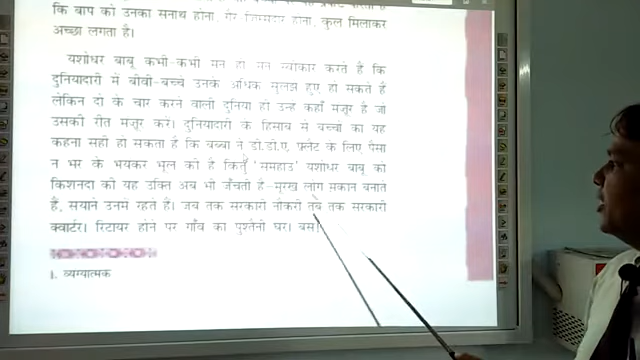 कि बाप को उनका सनाथ होना, गैर जिम्मेदार होना, कुल मिलाकर
अच्छा लगता है।
यशोधर बाबू कभी-कभी मन ही मन स्वीकार करते हैं कि
दुनियादारी में बीवी-बच्चे उनके अधिक सुलझे हुए हो सकते हैं
लेकिन दो के चार करने वाली दुनिया ही उन्हें कहाँ मंजूर है जो
उसकी रीत मंजूर करें। दुनियादारी के हिसाब से बच्चों का यह
कहना सही हो सकता है कि बब्बा ने डी.डी.ए. फ्लैट के लिए पैसा
न भर के भयंकर भूल की है किंतु 'समहाउ' यशोधर बाबू को
किशनदा की यह उक्ति अब भी जँचती है-मूरख लोग मकान बनाते
हैं, सयाने उनमें रहते हैं। जब तक सरकारी नौकरी तब तक सरकारी
क्वार्टर। रिटायर होने पर गाँव का पुश्तैनी घर। बस!
1. व्यंग्यात्मक